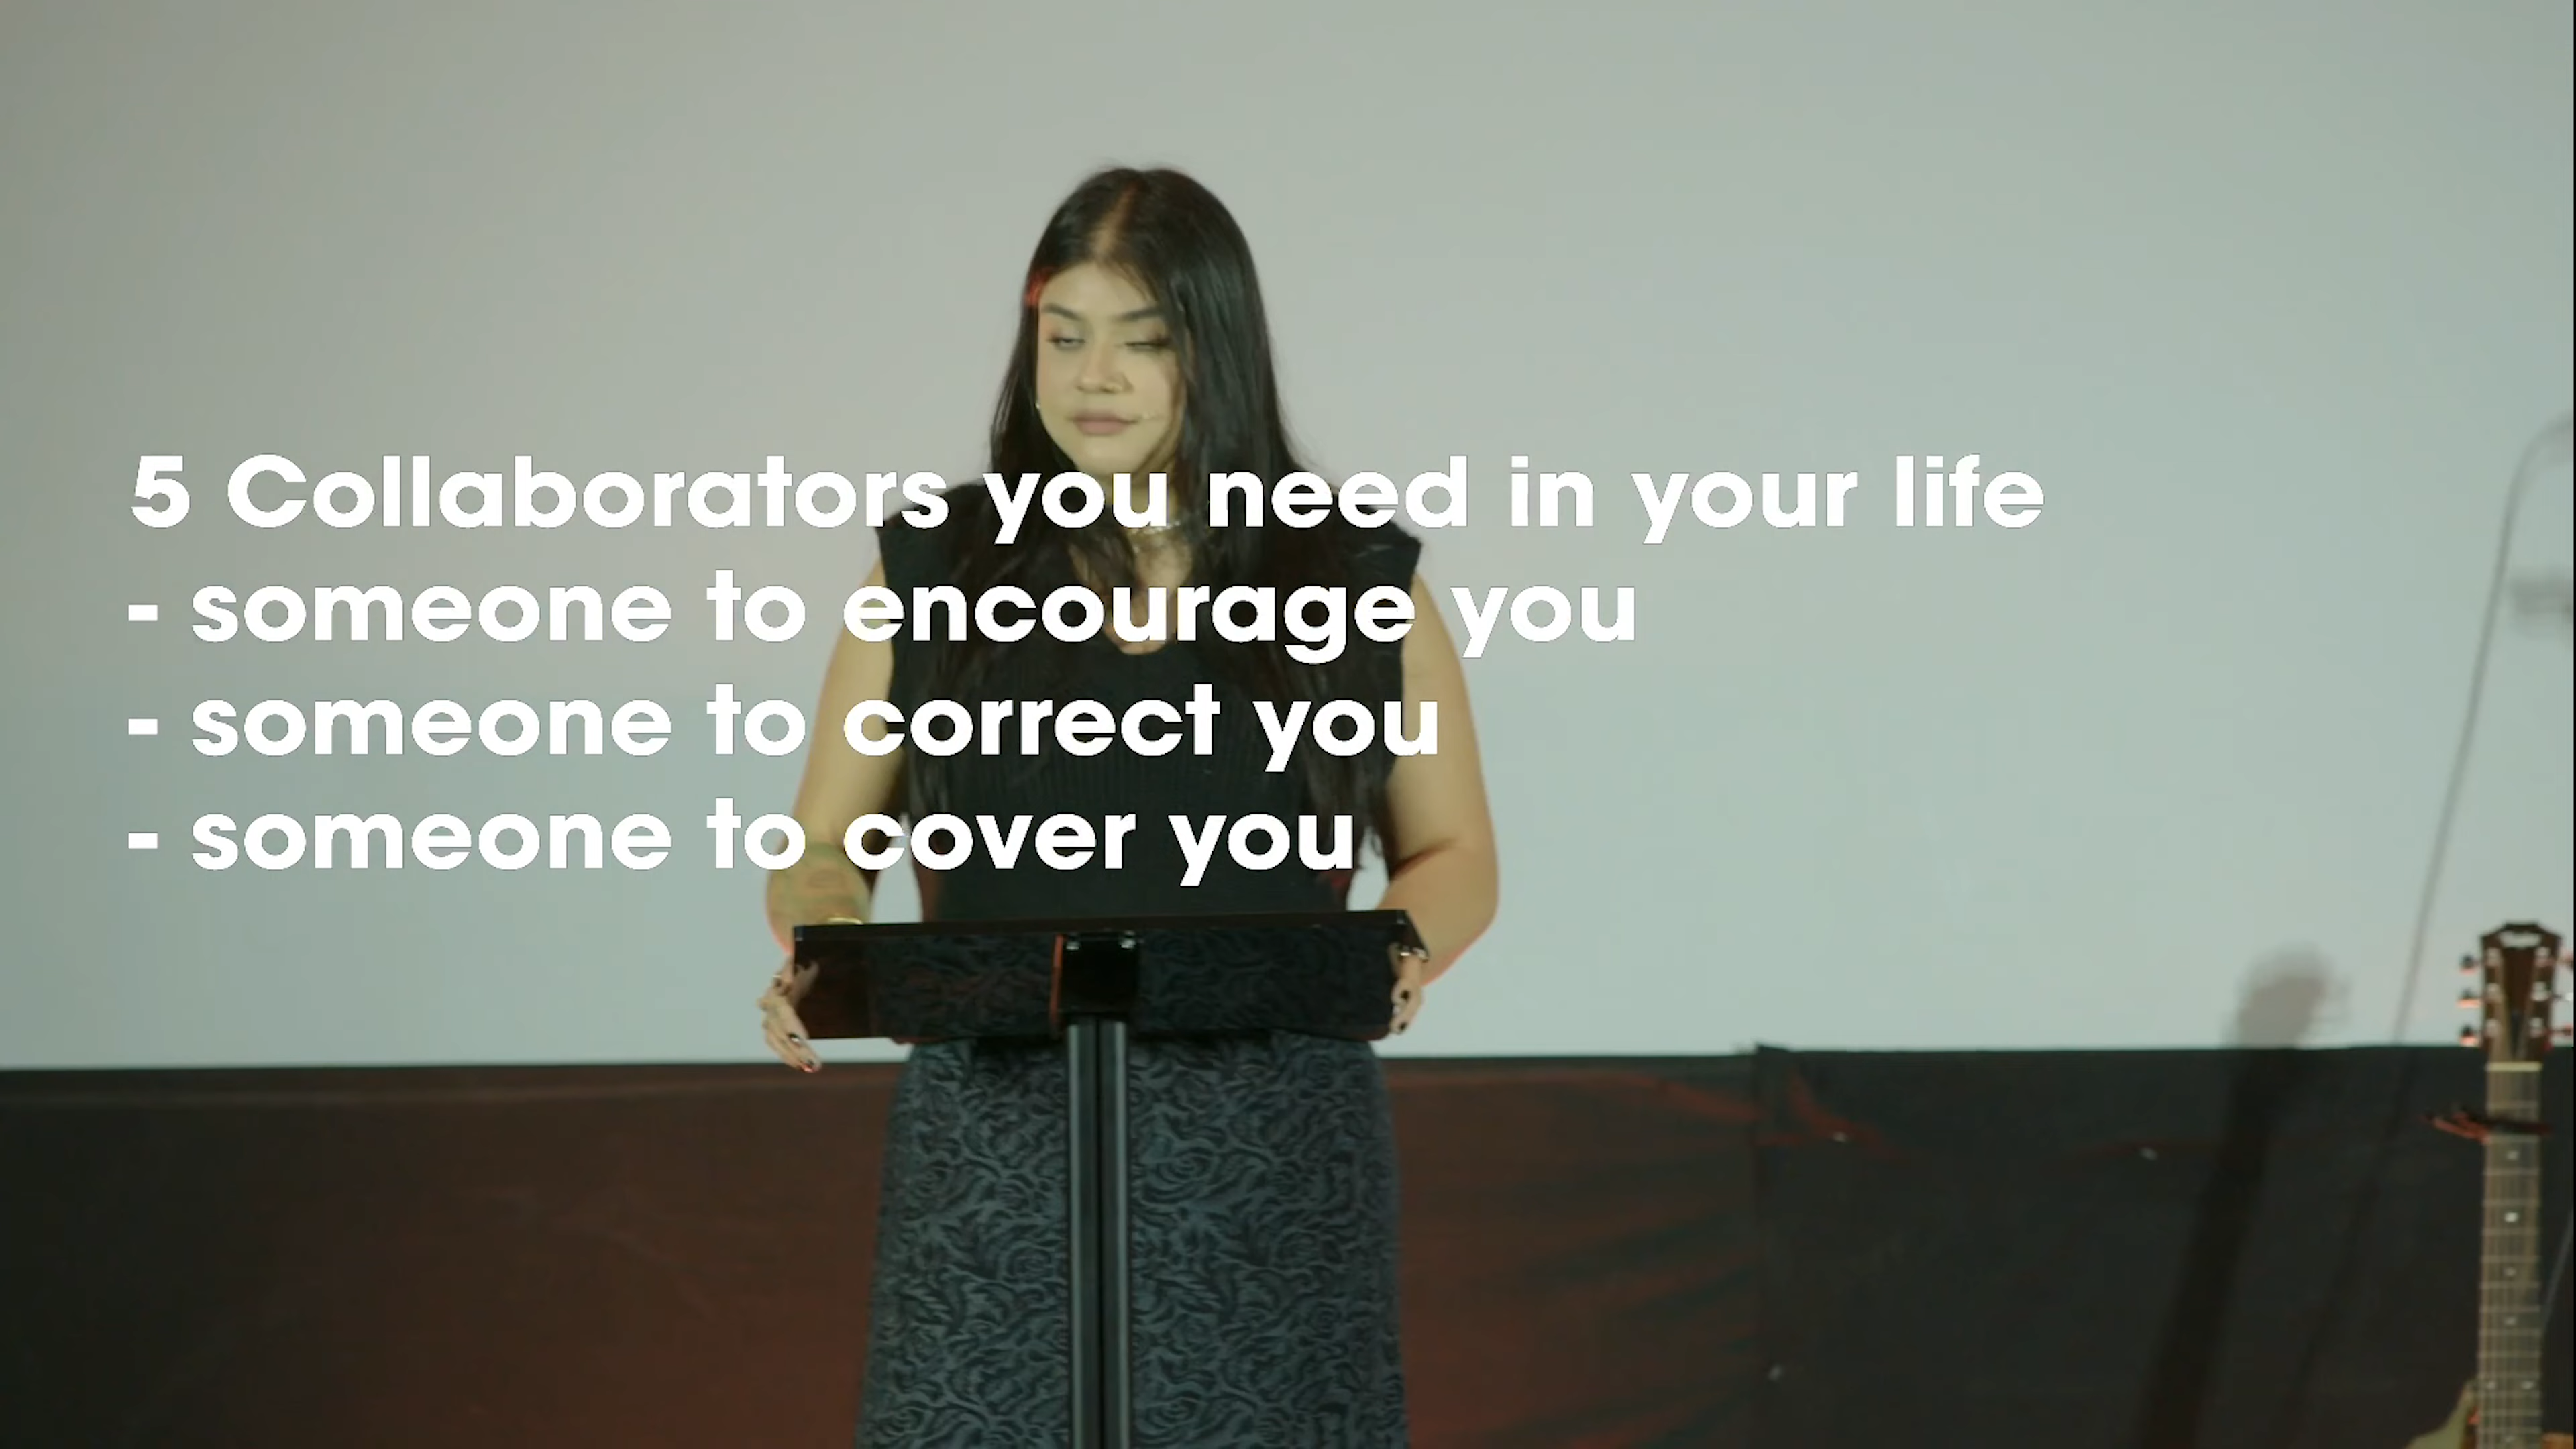 5 Collaborators you need in your life
- someone to encourage you
- someone to correct you
- someone to cover you